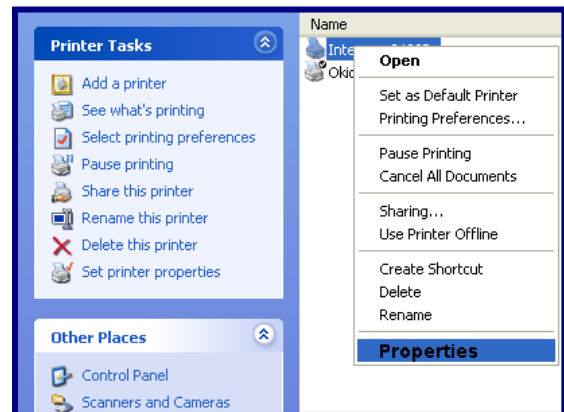 Printer Tasks
Add a printer
See what's printing
Select printing preferences
Pause printing
Share this printer
Rename this printer
Delete this printer
Set printer properties
Other Places
Control Panel
Scanners and Cameras
Name
Open
Set as Default Printer
Printing Preferences...
Pause Printing
Cancel All Documents
Sharing...
Use Printer Offline
Create Shortcut
Delete
Rename
Properties